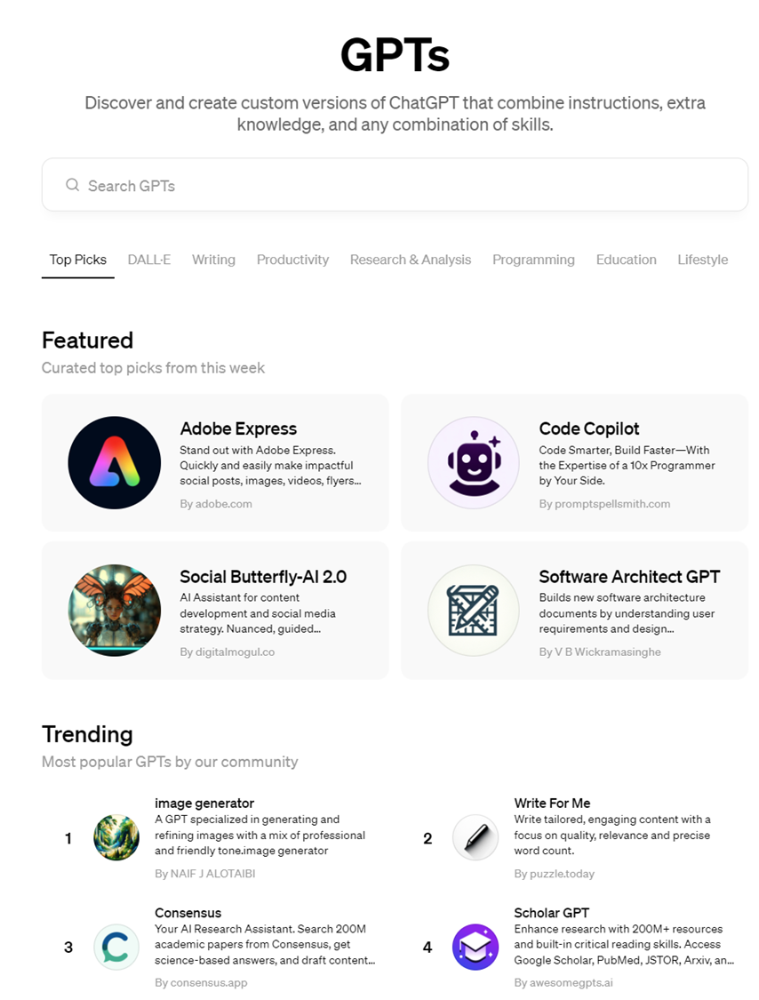 GPTs
Discover and create custom versions of ChatGPT that combine instructions, extra
knowledge, and any combination of skills.
Search GPTs
Top Picks
DALL·E
Writing
Productivity
Research & Analysis
Programming
Education
Lifestyle
Featured
Curated top picks from this week
Adobe Express
Stand out with Adobe Express.
Quickly and easily make impactful
social posts, images, videos, flyers...
By adobe.com
Code Copilot
Code Smarter, Build Faster—With
the Expertise of a 10x Programmer
by Your Side.
By promptspellsmith.com
Social Butterfly-AI 2.0
AI Assistant for content
development and social media
strategy. Nuanced, guided...
By digitalmogul.co
Software Architect GPT
Builds new software architecture
documents by understanding user
requirements and design...
By V B Wickramasinghe
Trending
Most popular GPTs by our community
1
image generator
A GPT specialized in generating and
refining images with a mix of professional
and friendly tone.image generator
By NAIF J ALOTAIBI
2
Write For Me
Write tailored, engaging content with a
focus on quality, relevance and precise
word count.
By puzzle.today
3
Consensus
Your AI Research Assistant. Search 200M
academic papers from Consensus, get
science-based answers, and draft content...
By consensus.app
4
Scholar GPT
Enhance research with 200M+ resources
and built-in critical reading skills. Access
Google Scholar, PubMed, JSTOR, Arxiv, an...
By awesomegpts.ai